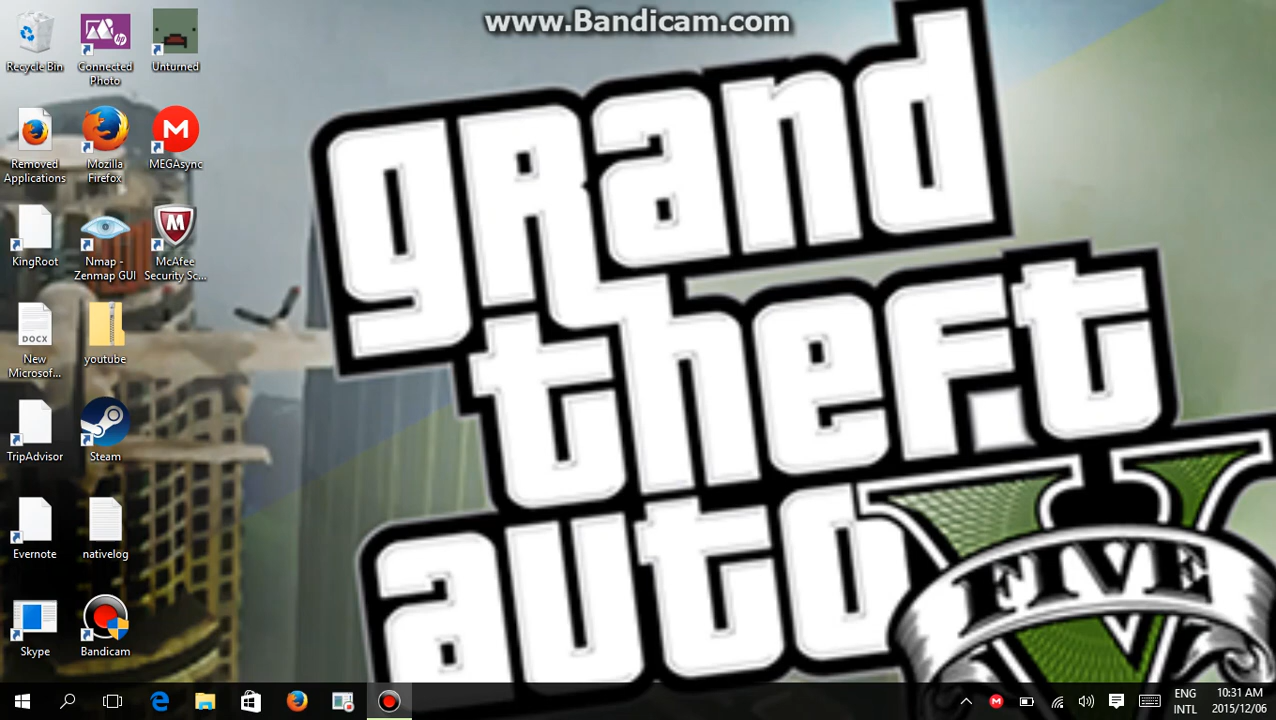 www.Bandicam.com
Recycle Bin
Connected
Photo
Unturned
Removed
Applications
Mozilla
Firefox
MEGAsync
KingRoot
Nmap -
Zenmap GUI
McAfee
Security Sc...
DOCX
New
Microsof...
youtube
TripAdvisor
Steam
Evernote
nativelog
Skype
Bandicam
grand
theft
auto
V
FIVE
ENG
INTL
10:31 AM
2015/12/06